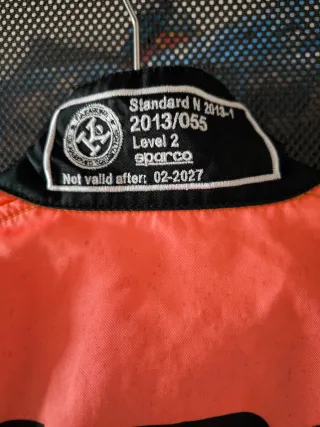 Standard N 2013-1
2013/055
Level 2
sparco
Not valid after: 02-2027